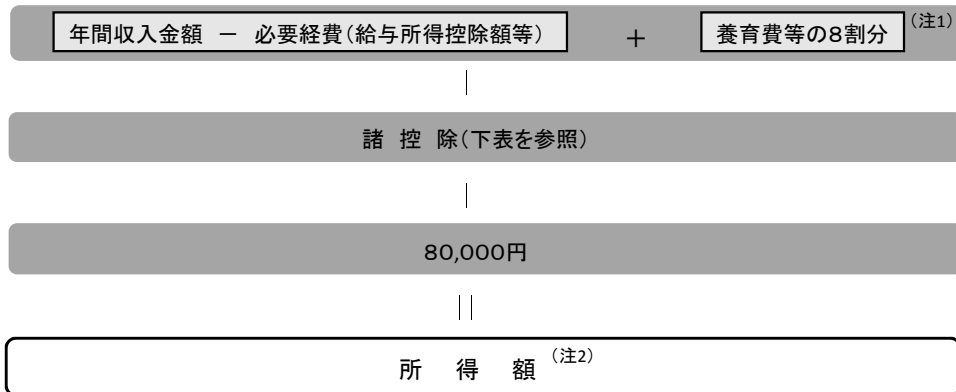 年間収入金額 － 必要経費（給与所得控除額等） ＋ 養育費等の8割分 （注1）
｜
諸 控 除（下表を参照）
｜
80,000円
||
所 得 額 （注2）